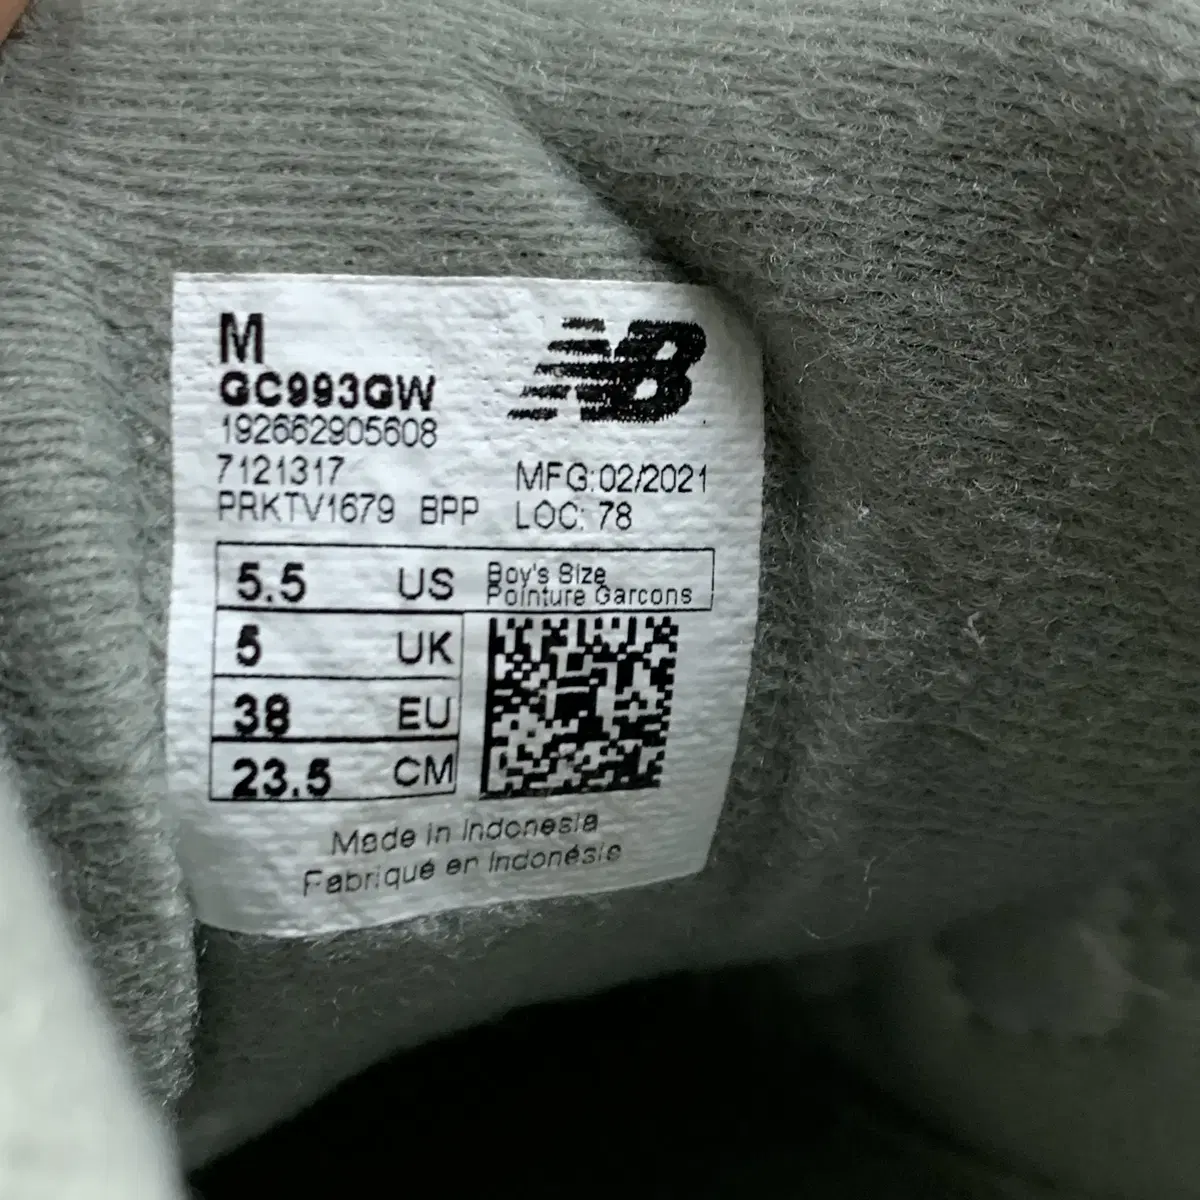 M
GC993GW
NB
192662905608
7121317 MFG:02/2021
PRKTV1679 BPP LOC: 78
5.5 US Boy's Size
Pointure Garcons
5 UK
38 EU
23.5 CM
Made in Indonesia
Fabriqué en Indonésie